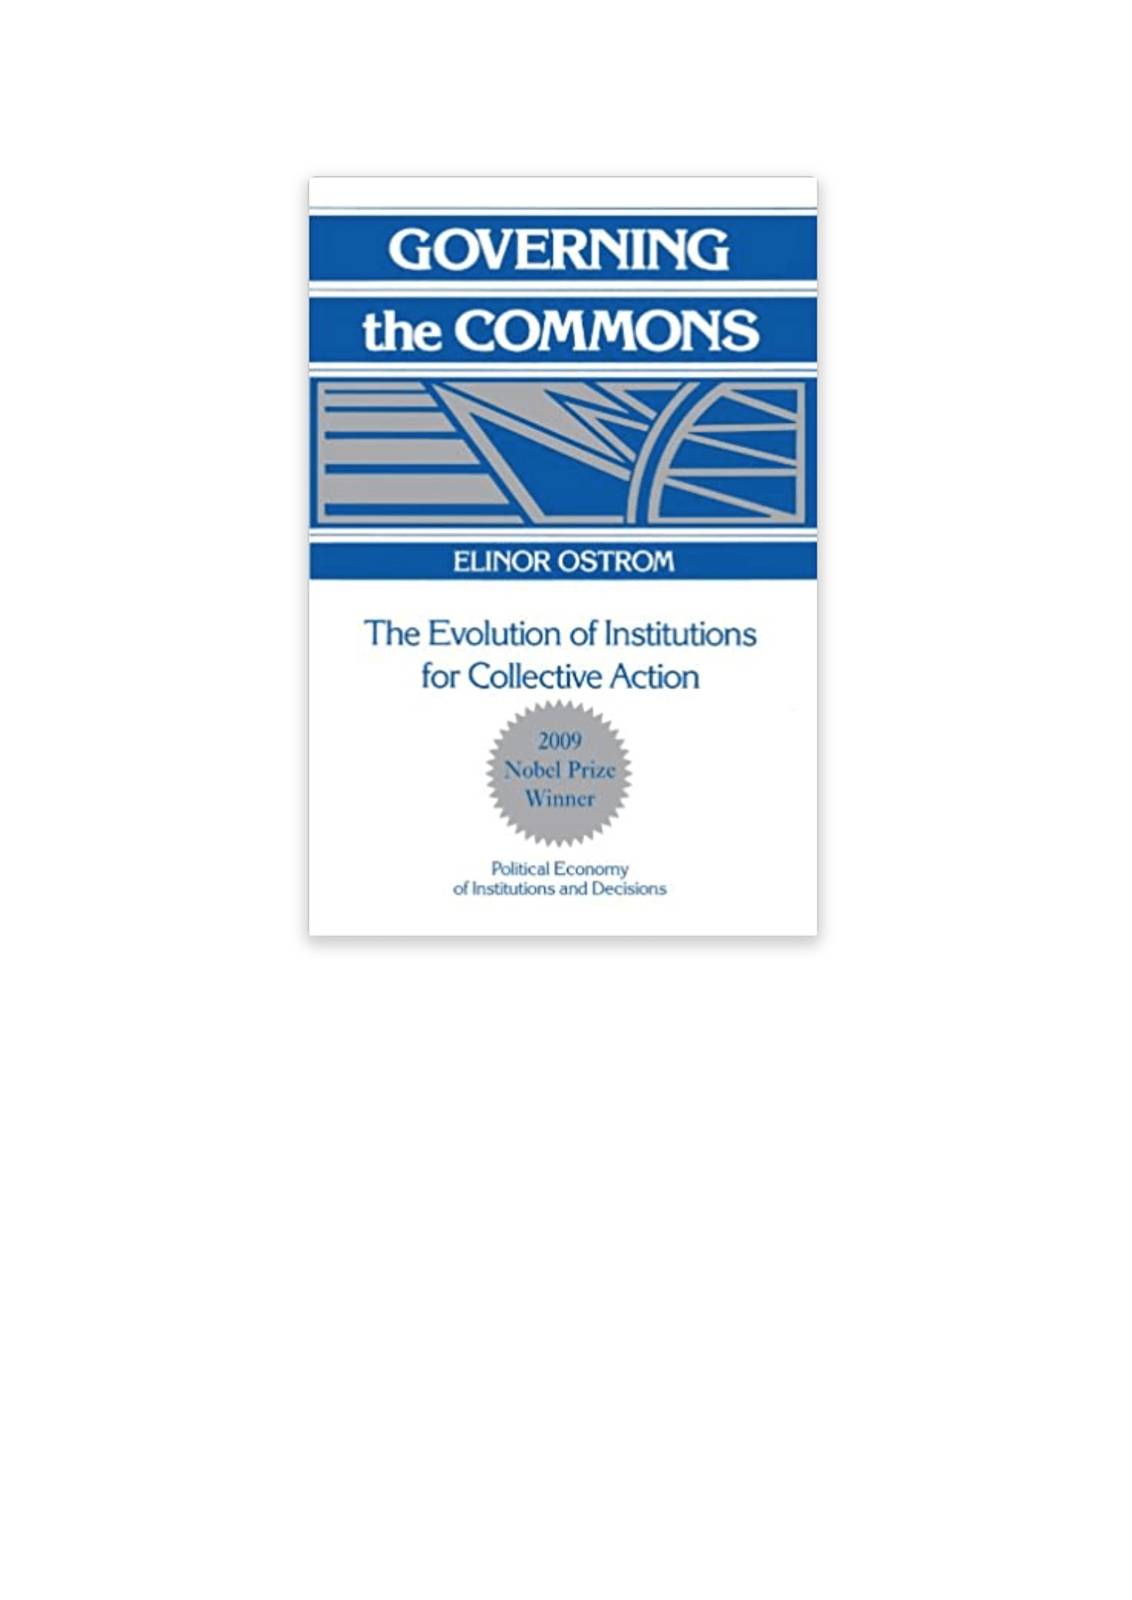 GOVERNING
the COMMONS
ELINOR OSTROM
The Evolution of Institutions
for Collective Action
2009
Nobel Prize
Winner
Political Economy
of Institutions and Decisions